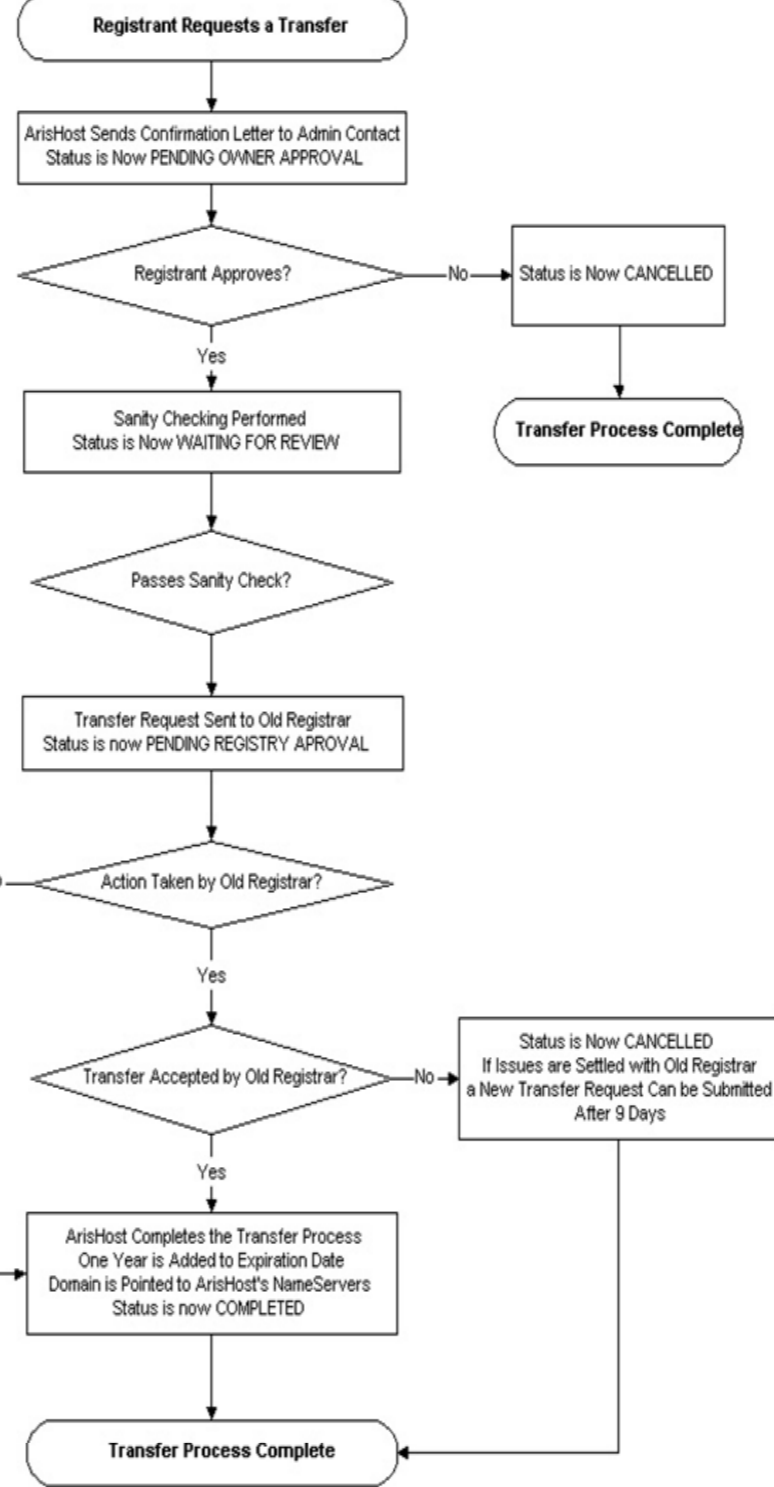 Registrant Requests a Transfer
ArisHost Sends Confirmation Letter to Admin Contact
Status is Now PENDING OWNER APPROVAL
Registrant Approves?
No
Status is Now CANCELLED
Yes
Transfer Process Complete
Sanity Checking Performed
Status is Now WAITING FOR REVIEW
Passes Sanity Check?
Transfer Request Sent to Old Registrar
Status is now PENDING REGISTRY APROVAL
Action Taken by Old Registrar?
Yes
Transfer Accepted by Old Registrar?
No
Status is Now CANCELLED
If Issues are Settled with Old Registrar
a New Transfer Request Can be Submitted
After 9 Days
Yes
ArisHost Completes the Transfer Process
One Year is Added to Expiration Date
Domain is Pointed to ArisHost's NameServers
Status is now COMPLETED
Transfer Process Complete